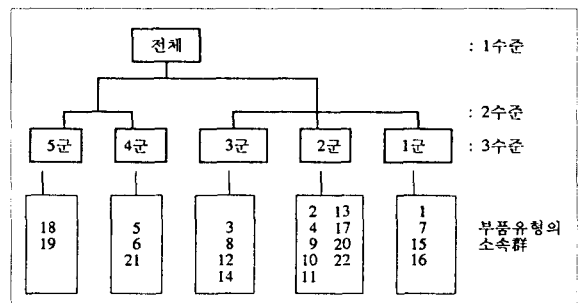 전체 : 1수준
: 2수준
5군 4군 3군 2군 1군 : 3수준
18 5 3 2 13 1 부품유형의
19 6 8 4 17 7 소속群
21 12 9 20 15
14 10 22 16
11